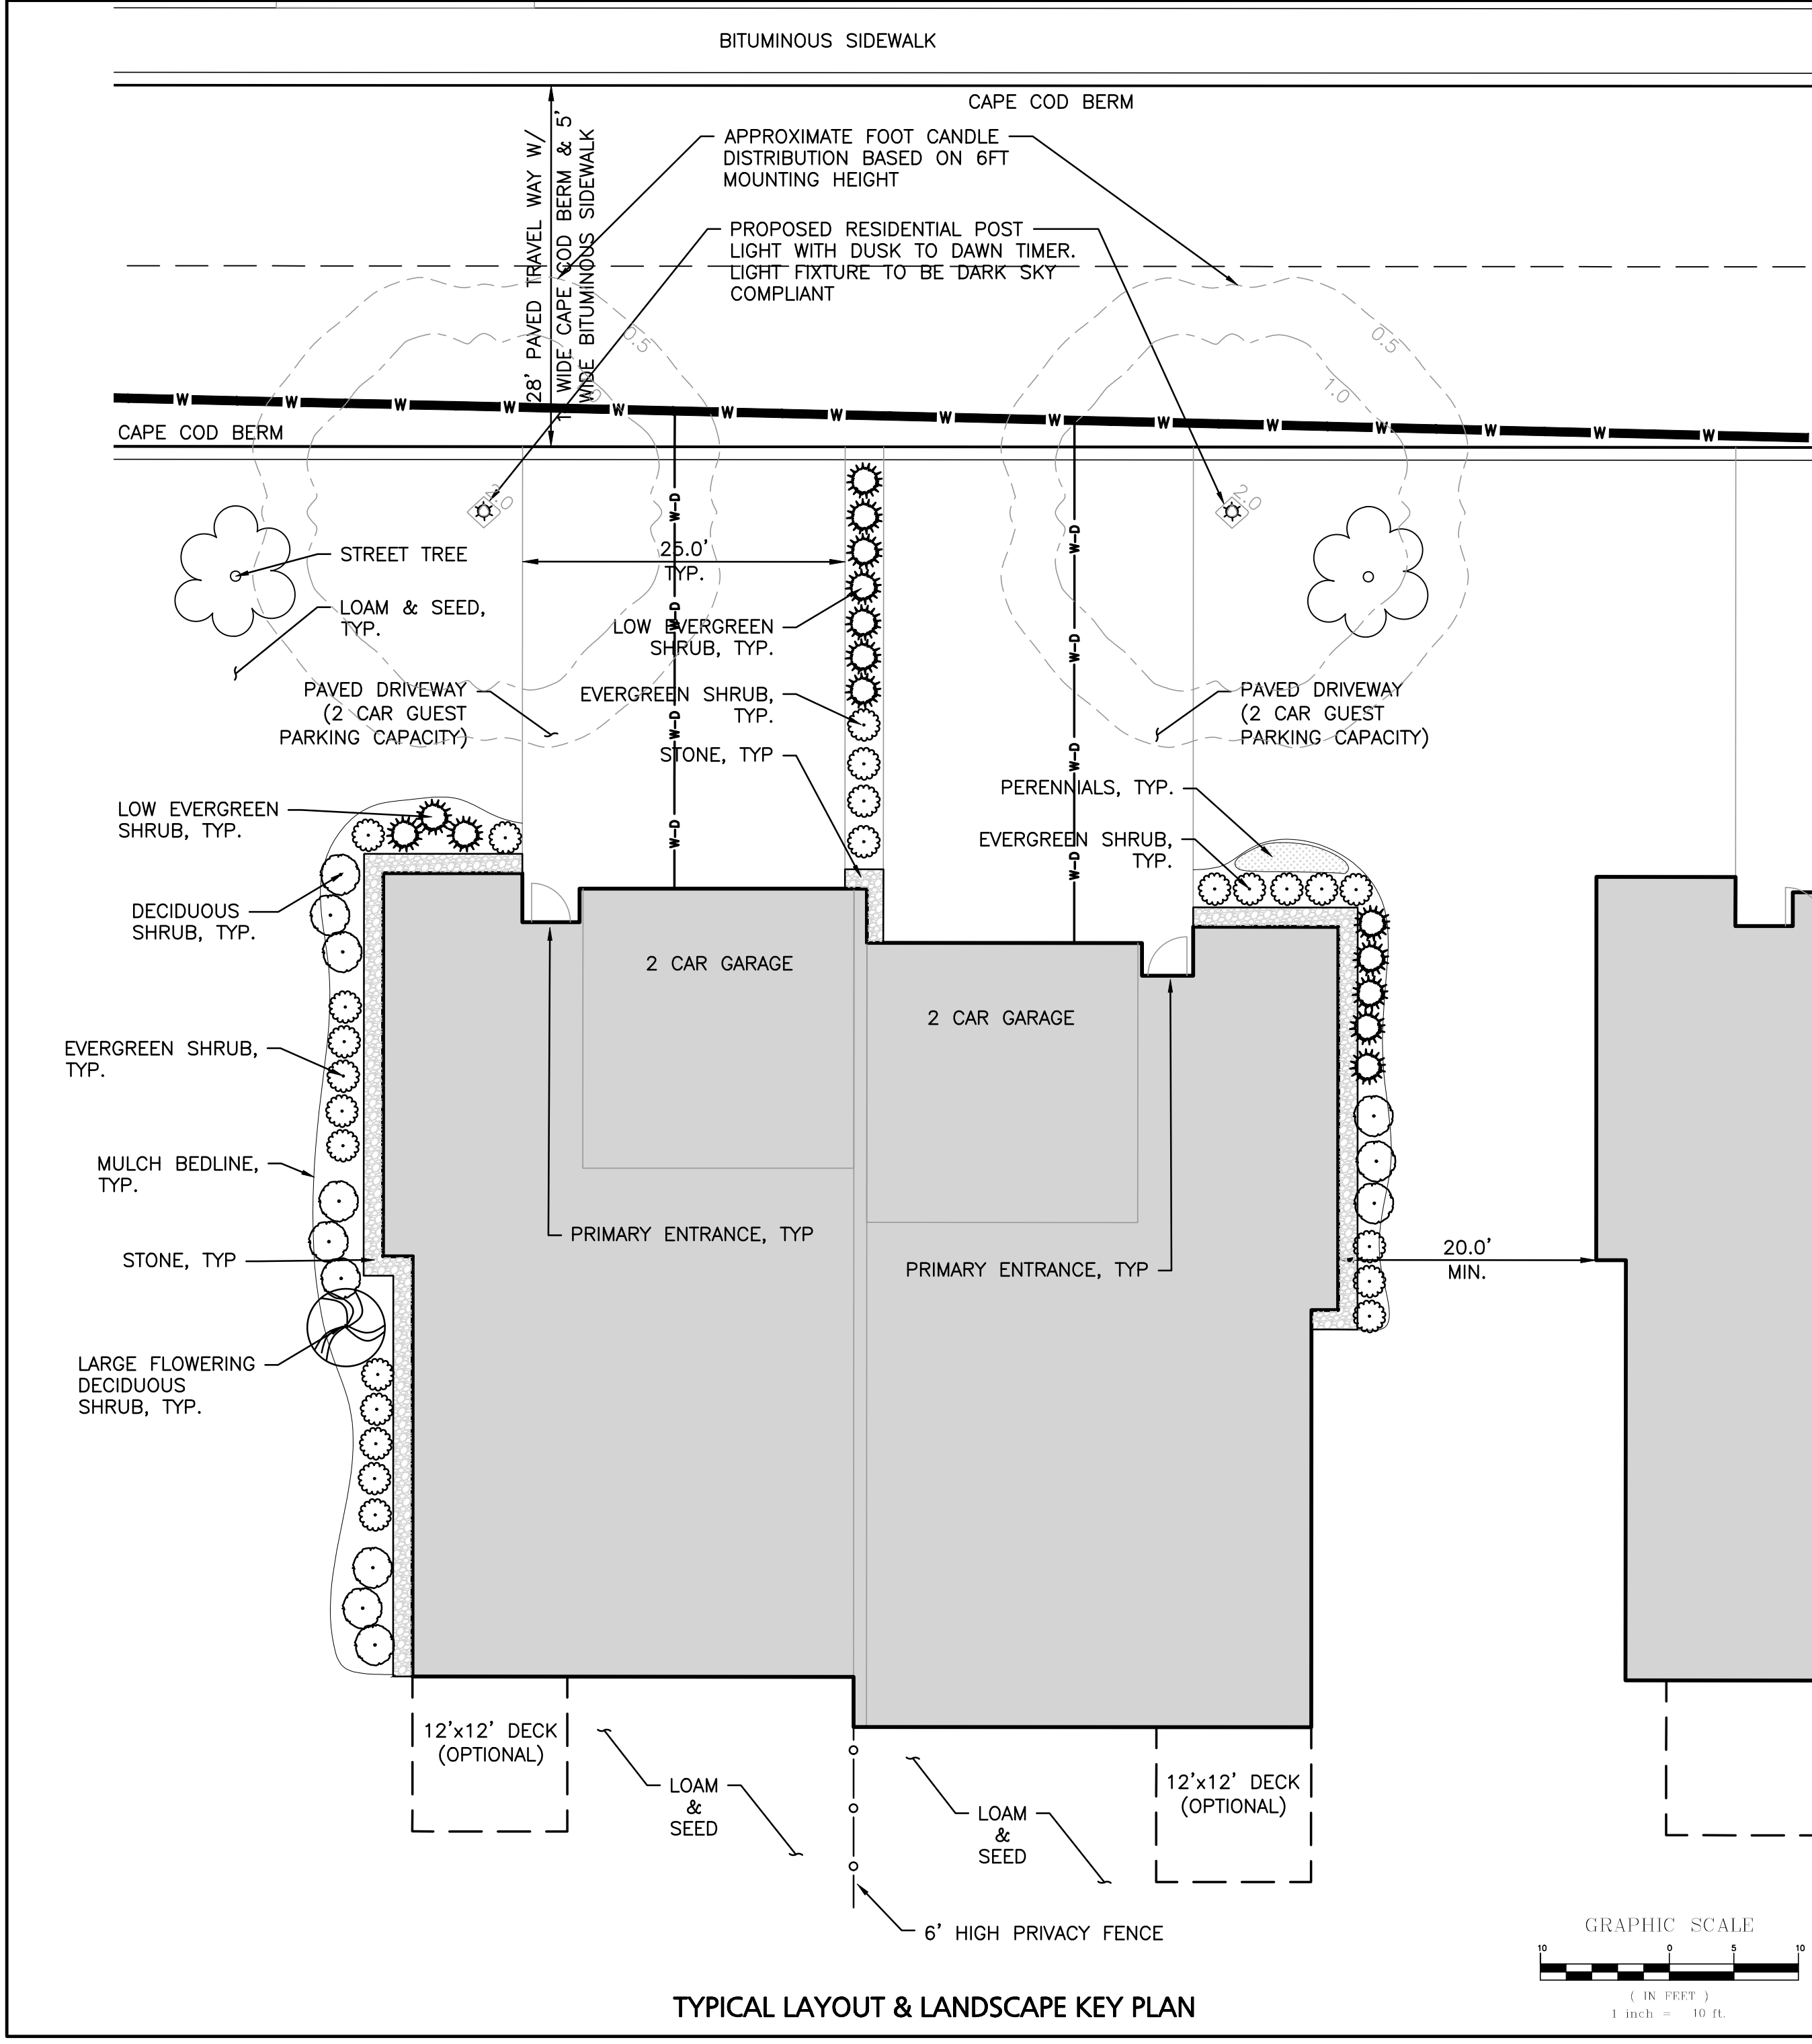 BITUMINOUS SIDEWALK
CAPE COD BERM
28' PAVED TRAVEL WAY W/
WIDE CAPE COD BERM & 5'
WIDE BITUMINOUS SIDEWALK
APPROXIMATE FOOT CANDLE
DISTRIBUTION BASED ON 6FT
MOUNTING HEIGHT
PROPOSED RESIDENTIAL POST
LIGHT WITH DUSK TO DAWN TIMER.
LIGHT FIXTURE TO BE DARK SKY
COMPLIANT
0.5
0.5
1.0
W W W W W W W W W W W W W W W
CAPE COD BERM
2.0
2.0
W-D
W-D
STREET TREE
25.0'
TYP.
LOAM & SEED,
TYP.
W-D
W-D
LOW EVERGREEN
SHRUB, TYP.
PAVED DRIVEWAY
(2 CAR GUEST
PARKING CAPACITY)
EVERGREEN SHRUB,
TYP.
W-D
W-D
PAVED DRIVEWAY
(2 CAR GUEST
PARKING CAPACITY)
STONE, TYP
PERENNIALS, TYP.
LOW EVERGREEN
SHRUB, TYP.
W-D
W-D
EVERGREEN SHRUB,
TYP.
DECIDUOUS
SHRUB, TYP.
2 CAR GARAGE
2 CAR GARAGE
EVERGREEN SHRUB,
TYP.
MULCH BEDLINE,
TYP.
PRIMARY ENTRANCE, TYP
STONE, TYP
PRIMARY ENTRANCE, TYP
20.0'
MIN.
LARGE FLOWERING
DECIDUOUS
SHRUB, TYP.
12'x12' DECK
(OPTIONAL)
LOAM
&
SEED
LOAM
&
SEED
12'x12' DECK
(OPTIONAL)
6' HIGH PRIVACY FENCE
GRAPHIC SCALE
10 0 5 10
( IN FEET )
1 inch = 10 ft.
TYPICAL LAYOUT & LANDSCAPE KEY PLAN